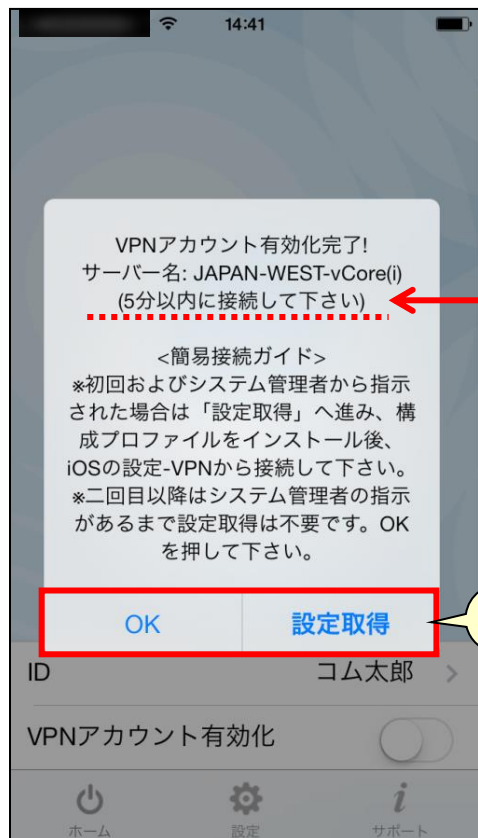 14:41
VPNアカウント有効化完了!
サーバー名: JAPAN-WEST-vCore(i)
(5分以内に接続して下さい)
<簡易接続ガイド>
※初回およびシステム管理者から指示
された場合は「設定取得」へ進み、構
成プロファイルをインストール後、
iOSの設定-VPNから接続して下さい。
※二回目以降はシステム管理者の指示
があるまで設定取得は不要です。OK
を押して下さい。
OK 設定取得
ID コム太郎
VPNアカウント有効化
ホーム 設定 サポート